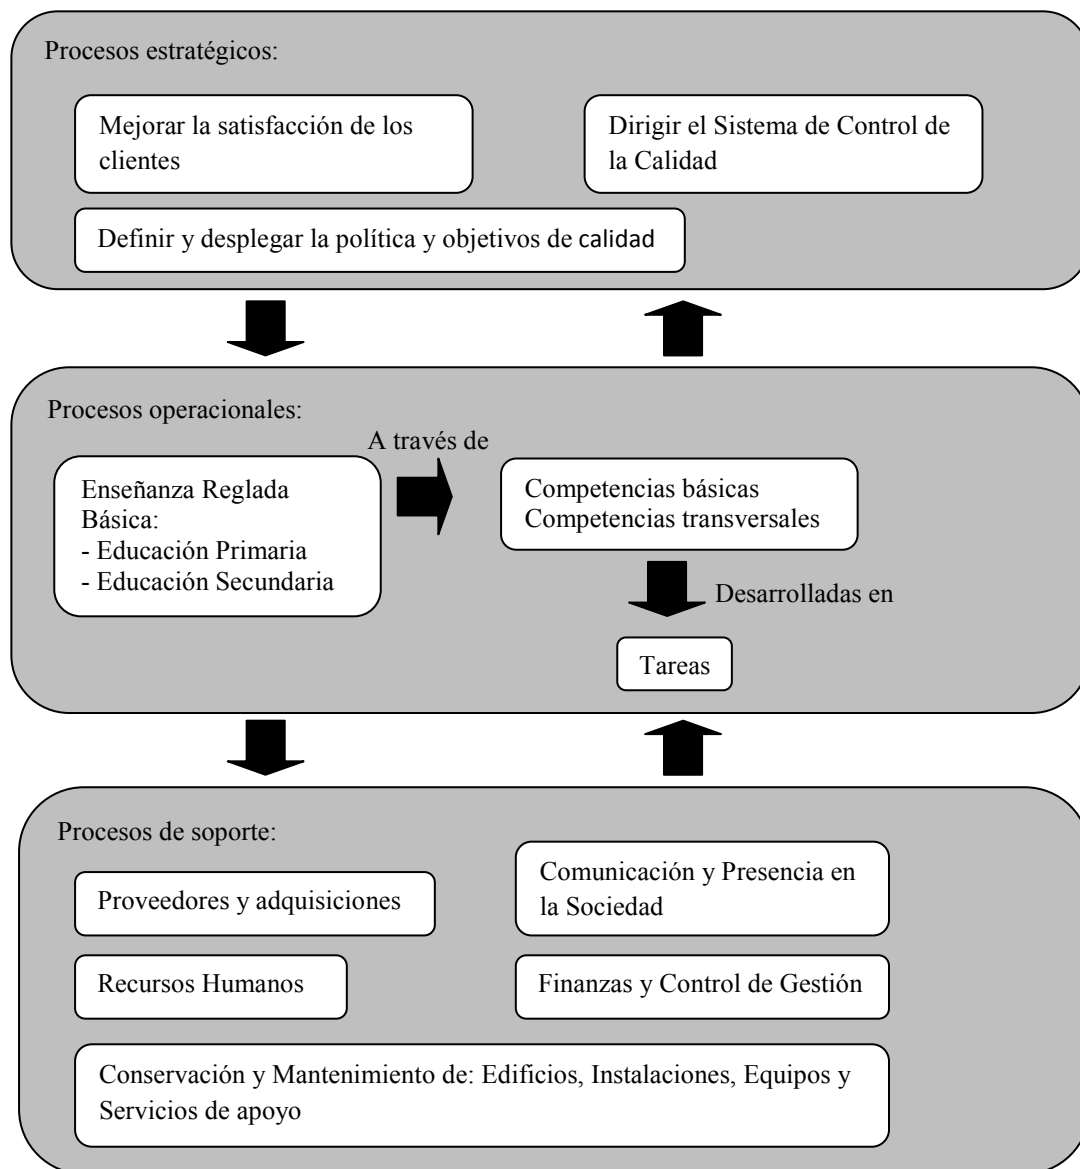 Procesos estratégicos:
Mejorar la satisfacción de los
clientes
Dirigir el Sistema de Control de
la Calidad
Definir y desplegar la política y objetivos de calidad
Procesos operacionales:
A través de
Enseñanza Reglada
Básica:
- Educación Primaria
- Educación Secundaria
Competencias básicas
Competencias transversales
Desarrolladas en
Tareas
Procesos de soporte:
Proveedores y adquisiciones
Comunicación y Presencia en
la Sociedad
Recursos Humanos
Finanzas y Control de Gestión
Conservación y Mantenimiento de: Edificios, Instalaciones, Equipos y
Servicios de apoyo